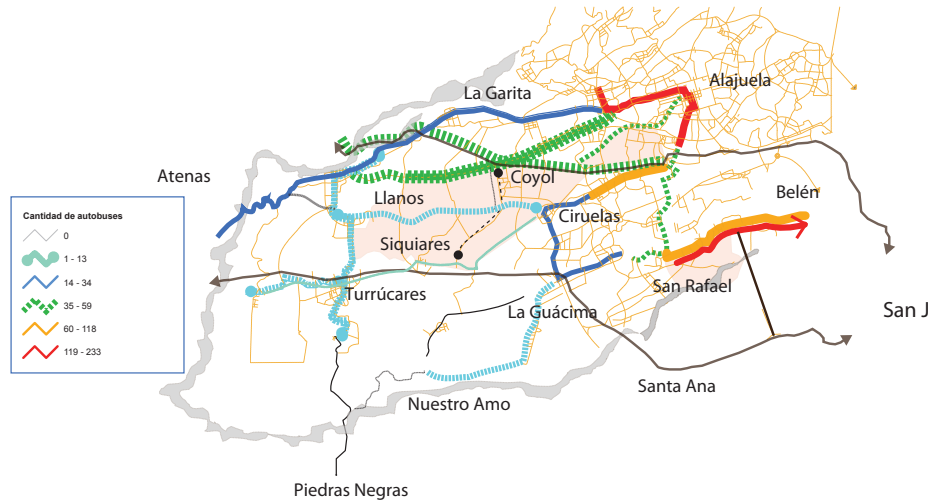 Alajuela
La Garita
Atenas
Coyol
Llanos
Belén
Ciruelas
Siquiares
San Rafael
Turrúcares
La Guácima
San J
Santa Ana
Nuestro Amo
Piedras Negras
Cantidad de autobuses
0
1 - 13
14 - 34
35 - 59
60 - 118
119 - 233